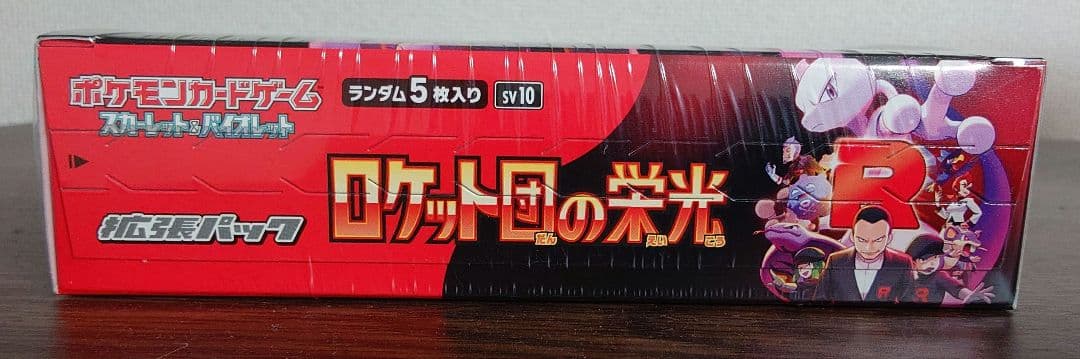 ポケモンカードゲーム
スカーレット&バイオレット
ランダム5枚入り
SV10
拡張パック
ロケット団の栄光
だん えい こう
R
R R